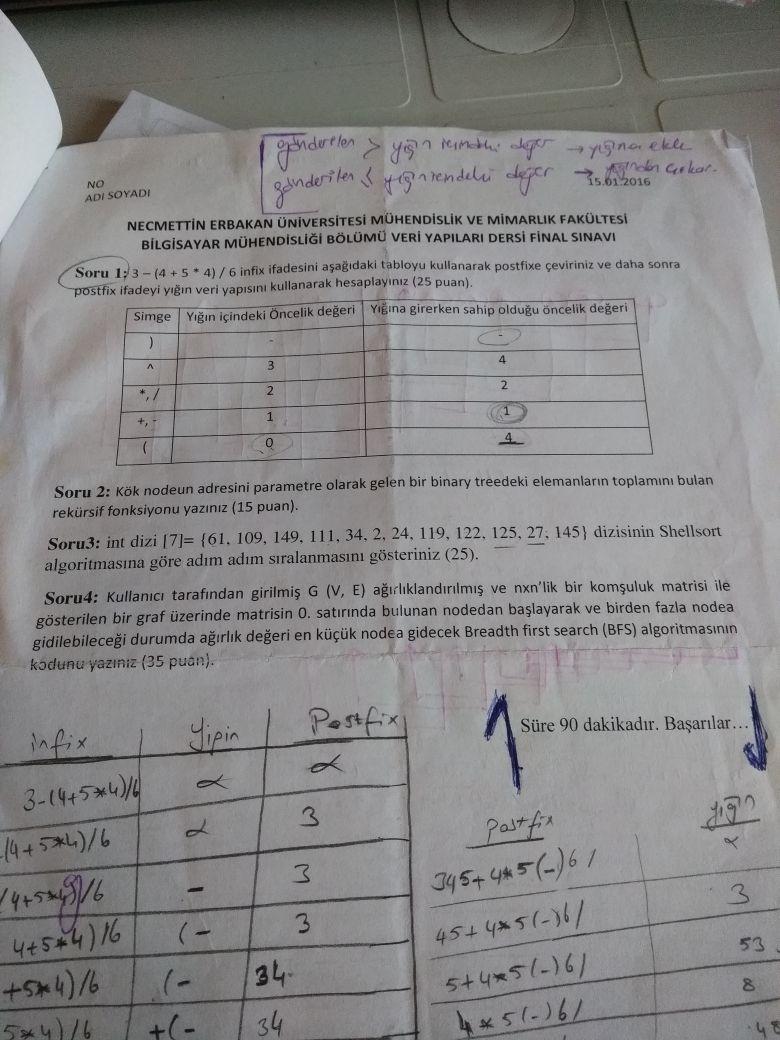 gönderilen > yığın içindeki değer → yığına ekle
gönderilen ≤ yığın içindeki değer → yığından çıkar.
NO
ADI SOYADI
15.01.2016
NECMETTİN ERBAKAN ÜNİVERSİTESİ MÜHENDİSLİK VE MİMARLIK FAKÜLTESİ
BİLGİSAYAR MÜHENDİSLİĞİ BÖLÜMÜ VERİ YAPILARI DERSİ FİNAL SINAVI
Soru 1: 3 – (4 + 5 * 4) / 6 infix ifadesini aşağıdaki tabloyu kullanarak postfixe çeviriniz ve daha sonra
postfix ifadeyi yığın veri yapısını kullanarak hesaplayınız (25 puan).
Simge Yığın içindeki Öncelik değeri Yığına girerken sahip olduğu öncelik değeri
) - -
^ 3 4
*, / 2 2
+, - 1 1
( 0 4
Soru 2: Kök nodeun adresini parametre olarak gelen bir binary treedeki elemanların toplamını bulan
rekürsif fonksiyonu yazınız (15 puan).
Soru3: int dizi [7]= {61, 109, 149, 111, 34, 2, 24, 119, 122, 125, 27, 145} dizisinin Shellsort
algoritmasına göre adım adım sıralanmasını gösteriniz (25).
Soru4: Kullanıcı tarafından girilmiş G (V, E) ağırlıklandırılmış ve nxn'lik bir komşuluk matrisi ile
gösterilen bir graf üzerinde matrisin 0. satırında bulunan nodedan başlayarak ve birden fazla nodea
gidilebileceği durumda ağırlık değeri en küçük nodea gidecek Breadth first search (BFS) algoritmasının
kodunu yazınız (35 puan).
Süre 90 dakikadır. Başarılar…
infix Yığın Postfix
3-(4+5*4)/6 α α
-(4+5*4)/6 α 3
(4+5*4)/6 - 3
4+5*4)/6 (- 3
+5*4)/6 (- 34
5*4)/6 +(- 34
Postfix yığın
α
345+4*5(-)6/
45+4*5(-)6/ 3
5+4*5(-)6/ 53
4*5(-)6/ 8
48